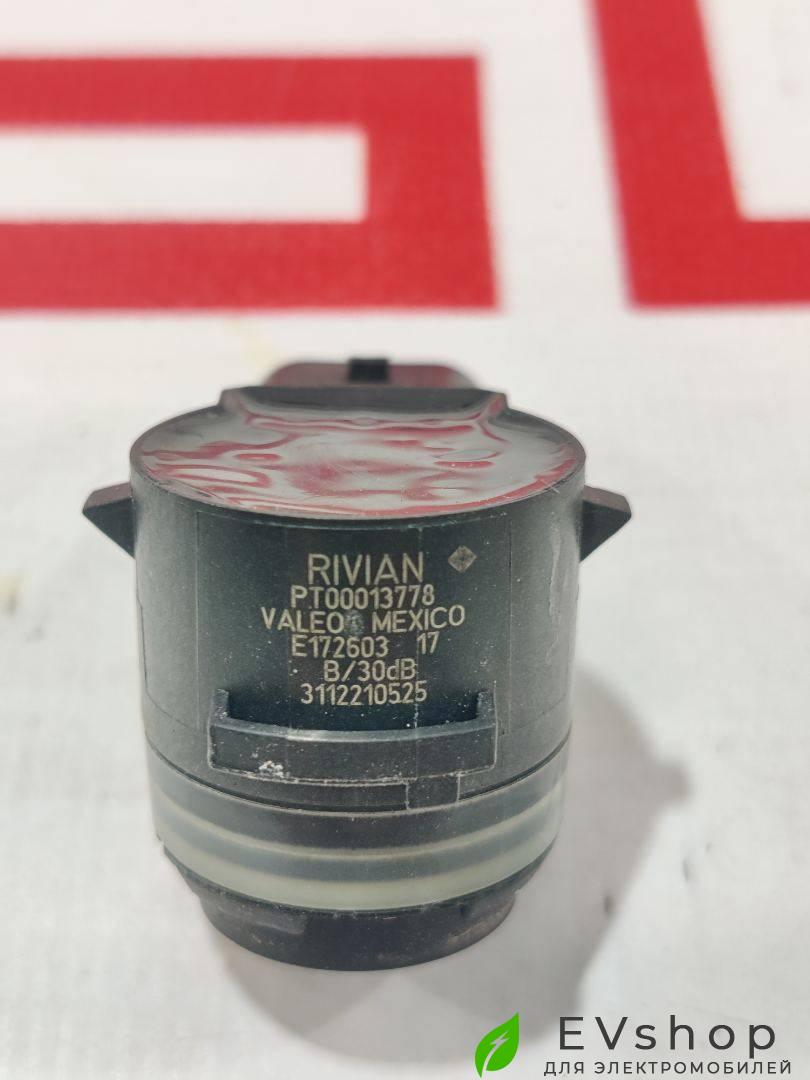 RIVIAN
PT00013778
VALEO MEXICO
E172603 17
B/30dB
3112210525
EVshop
ДЛЯ ЭЛЕКТРОМОБИЛЕЙ